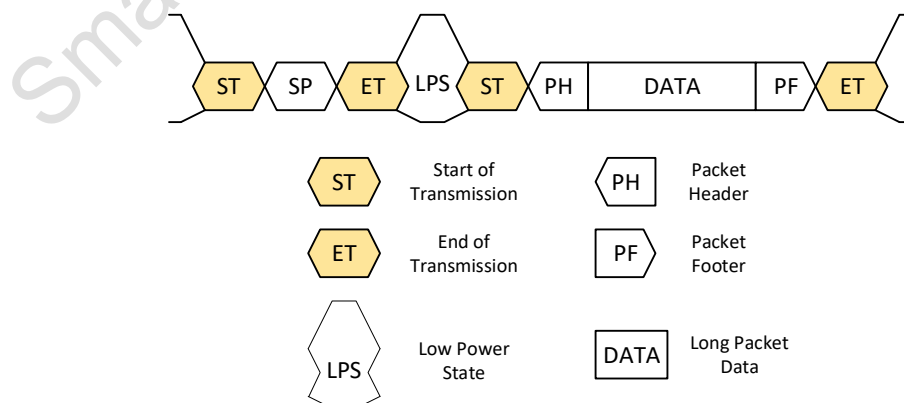 Sma
ST SP ET LPS ST PH DATA PF ET
ST Start of Transmission PH Packet Header
ET End of Transmission PF Packet Footer
LPS Low Power State DATA Long Packet Data